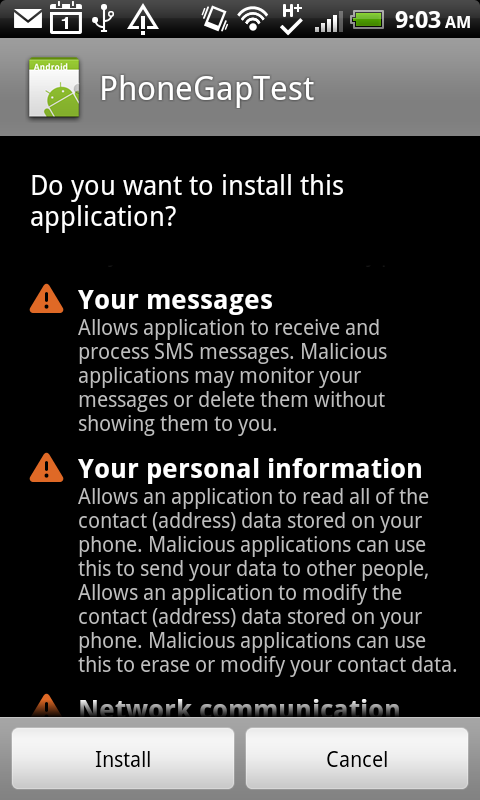 1
H+
9:03 AM
Android
PhoneGapTest
Do you want to install this
application?
Your messages
Allows application to receive and
process SMS messages. Malicious
applications may monitor your
messages or delete them without
showing them to you.
Your personal information
Allows an application to read all of the
contact (address) data stored on your
phone. Malicious applications can use
this to send your data to other people,
Allows an application to modify the
contact (address) data stored on your
phone. Malicious applications can use
this to erase or modify your contact data.
Network communication
Install
Cancel